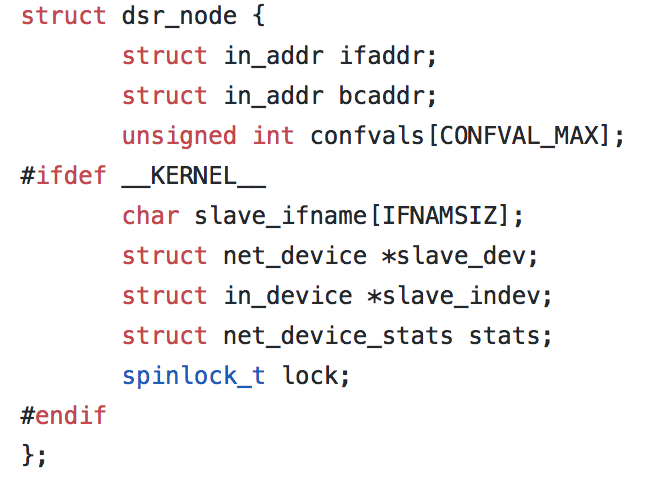 struct dsr_node {
        struct in_addr ifaddr;
        struct in_addr bcaddr;
        unsigned int confvals[CONFVAL_MAX];
#ifdef __KERNEL__
        char slave_ifname[IFNAMSIZ];
        struct net_device *slave_dev;
        struct in_device *slave_indev;
        struct net_device_stats stats;
        spinlock_t lock;
#endif
};